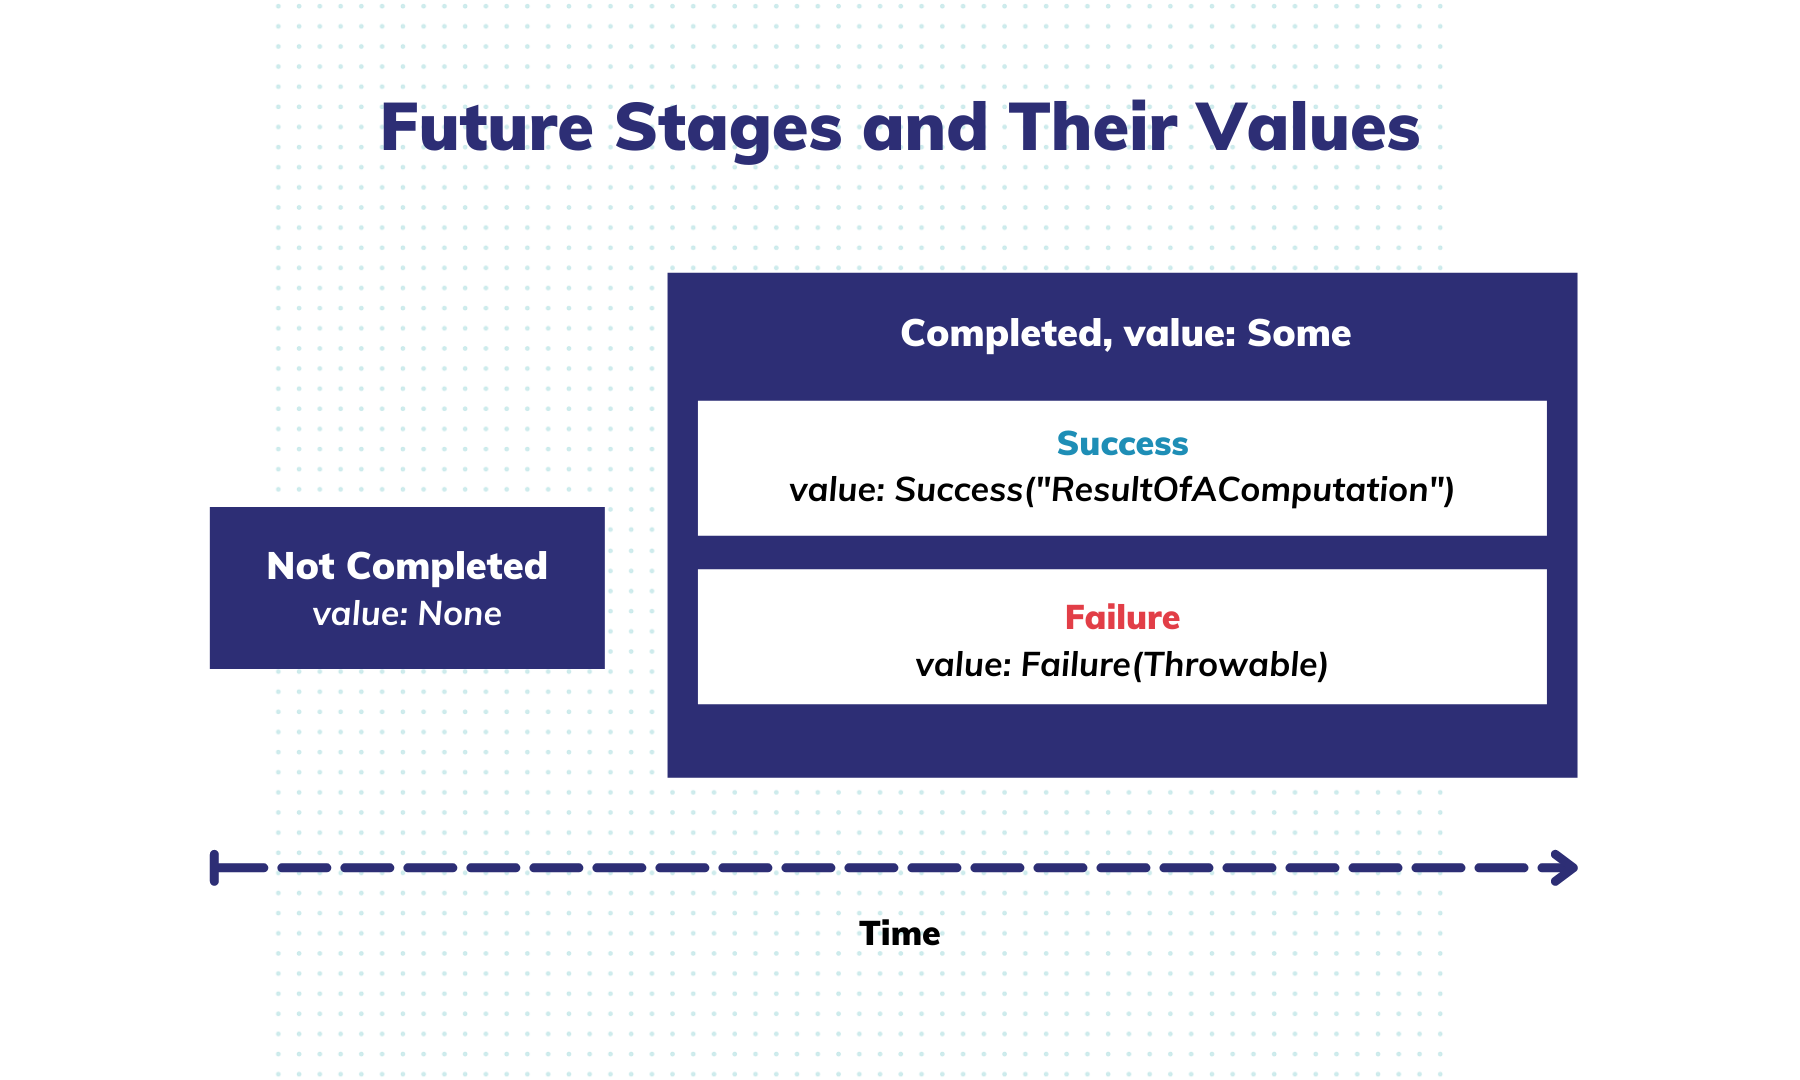 Future Stages and Their Values
Not Completed
value: None
Completed, value: Some
Success
value: Success("ResultOfAComputation")
Failure
value: Failure(Throwable)
Time